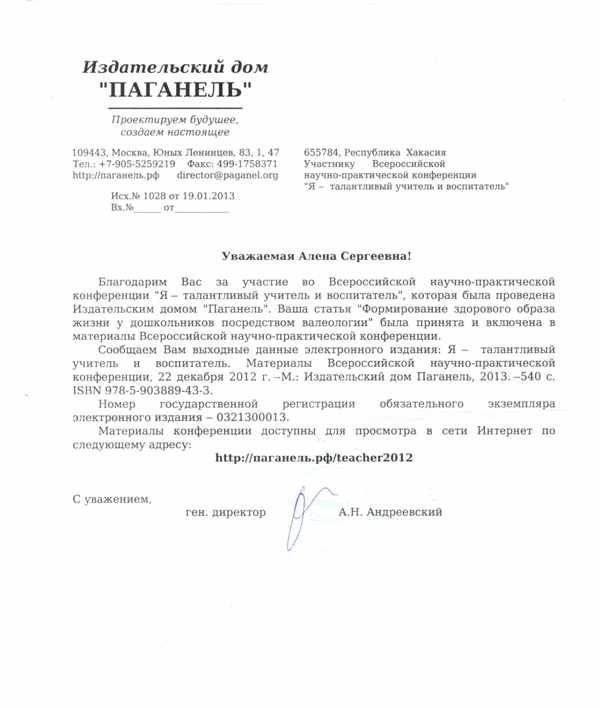 Издательский дом
"ПАГАНЕЛЬ"
Проектируем будущее,
создаем настоящее
109443, Москва, Юных Ленинцев, 83, 1, 47
Тел.: +7-905-5259219 Факс: 499-1758371
http://паганель.рф director@paganel.org
Исх.№ 1028 от 19.01.2013
Вх.№_____ от___________
655784, Республика Хакасия
Участнику Всероссийской
научно-практической конференции
"Я – талантливый учитель и воспитатель"
Уважаемая Алена Сергеевна!
Благодарим Вас за участие во Всероссийской научно-практической
конференции "Я – талантливый учитель и воспитатель", которая была проведена
Издательским домом "Паганель". Ваша статья "Формирование здорового образа
жизни у дошкольников посредством валеологии" была принята и включена в
материалы Всероссийской научно-практической конференции.
Сообщаем Вам выходные данные электронного издания: Я – талантливый
учитель и воспитатель. Материалы Всероссийской научно-практической
конференции, 22 декабря 2012 г. –М.: Издательский дом Паганель, 2013. –540 с.
ISBN 978-5-903889-43-3.
Номер государственной регистрации обязательного экземпляра
электронного издания – 0321300013.
Материалы конференции доступны для просмотра в сети Интернет по
следующему адресу:
http://паганель.рф/teacher2012
С уважением,
ген. директор А.Н. Андреевский